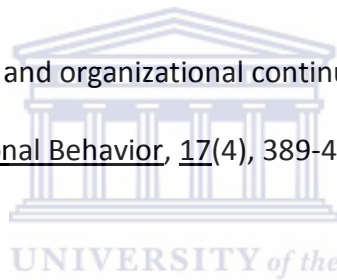 and organizational continu
nal Behavior, 17(4), 389-4
UNIVERSITY of the